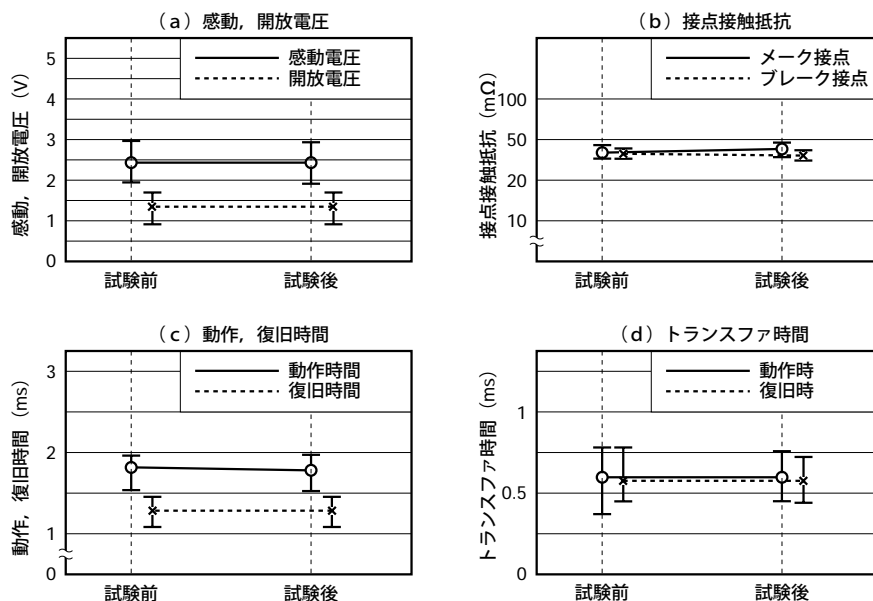 (a)感動,開放電圧
感動電圧
開放電圧
感動,開放電圧(V)
5
4
3
2
1
0
試験前
試験後
(b)接点接触抵抗
メーク接点
ブレーク接点
接点接触抵抗(mΩ)
100
50
20
10
試験前
試験後
(c)動作,復旧時間
動作時間
復旧時間
動作,復旧時間(ms)
3
2
1
0
試験前
試験後
(d)トランスファ時間
動作時
復旧時
トランスファ時間(ms)
1
0.5
0
試験前
試験後